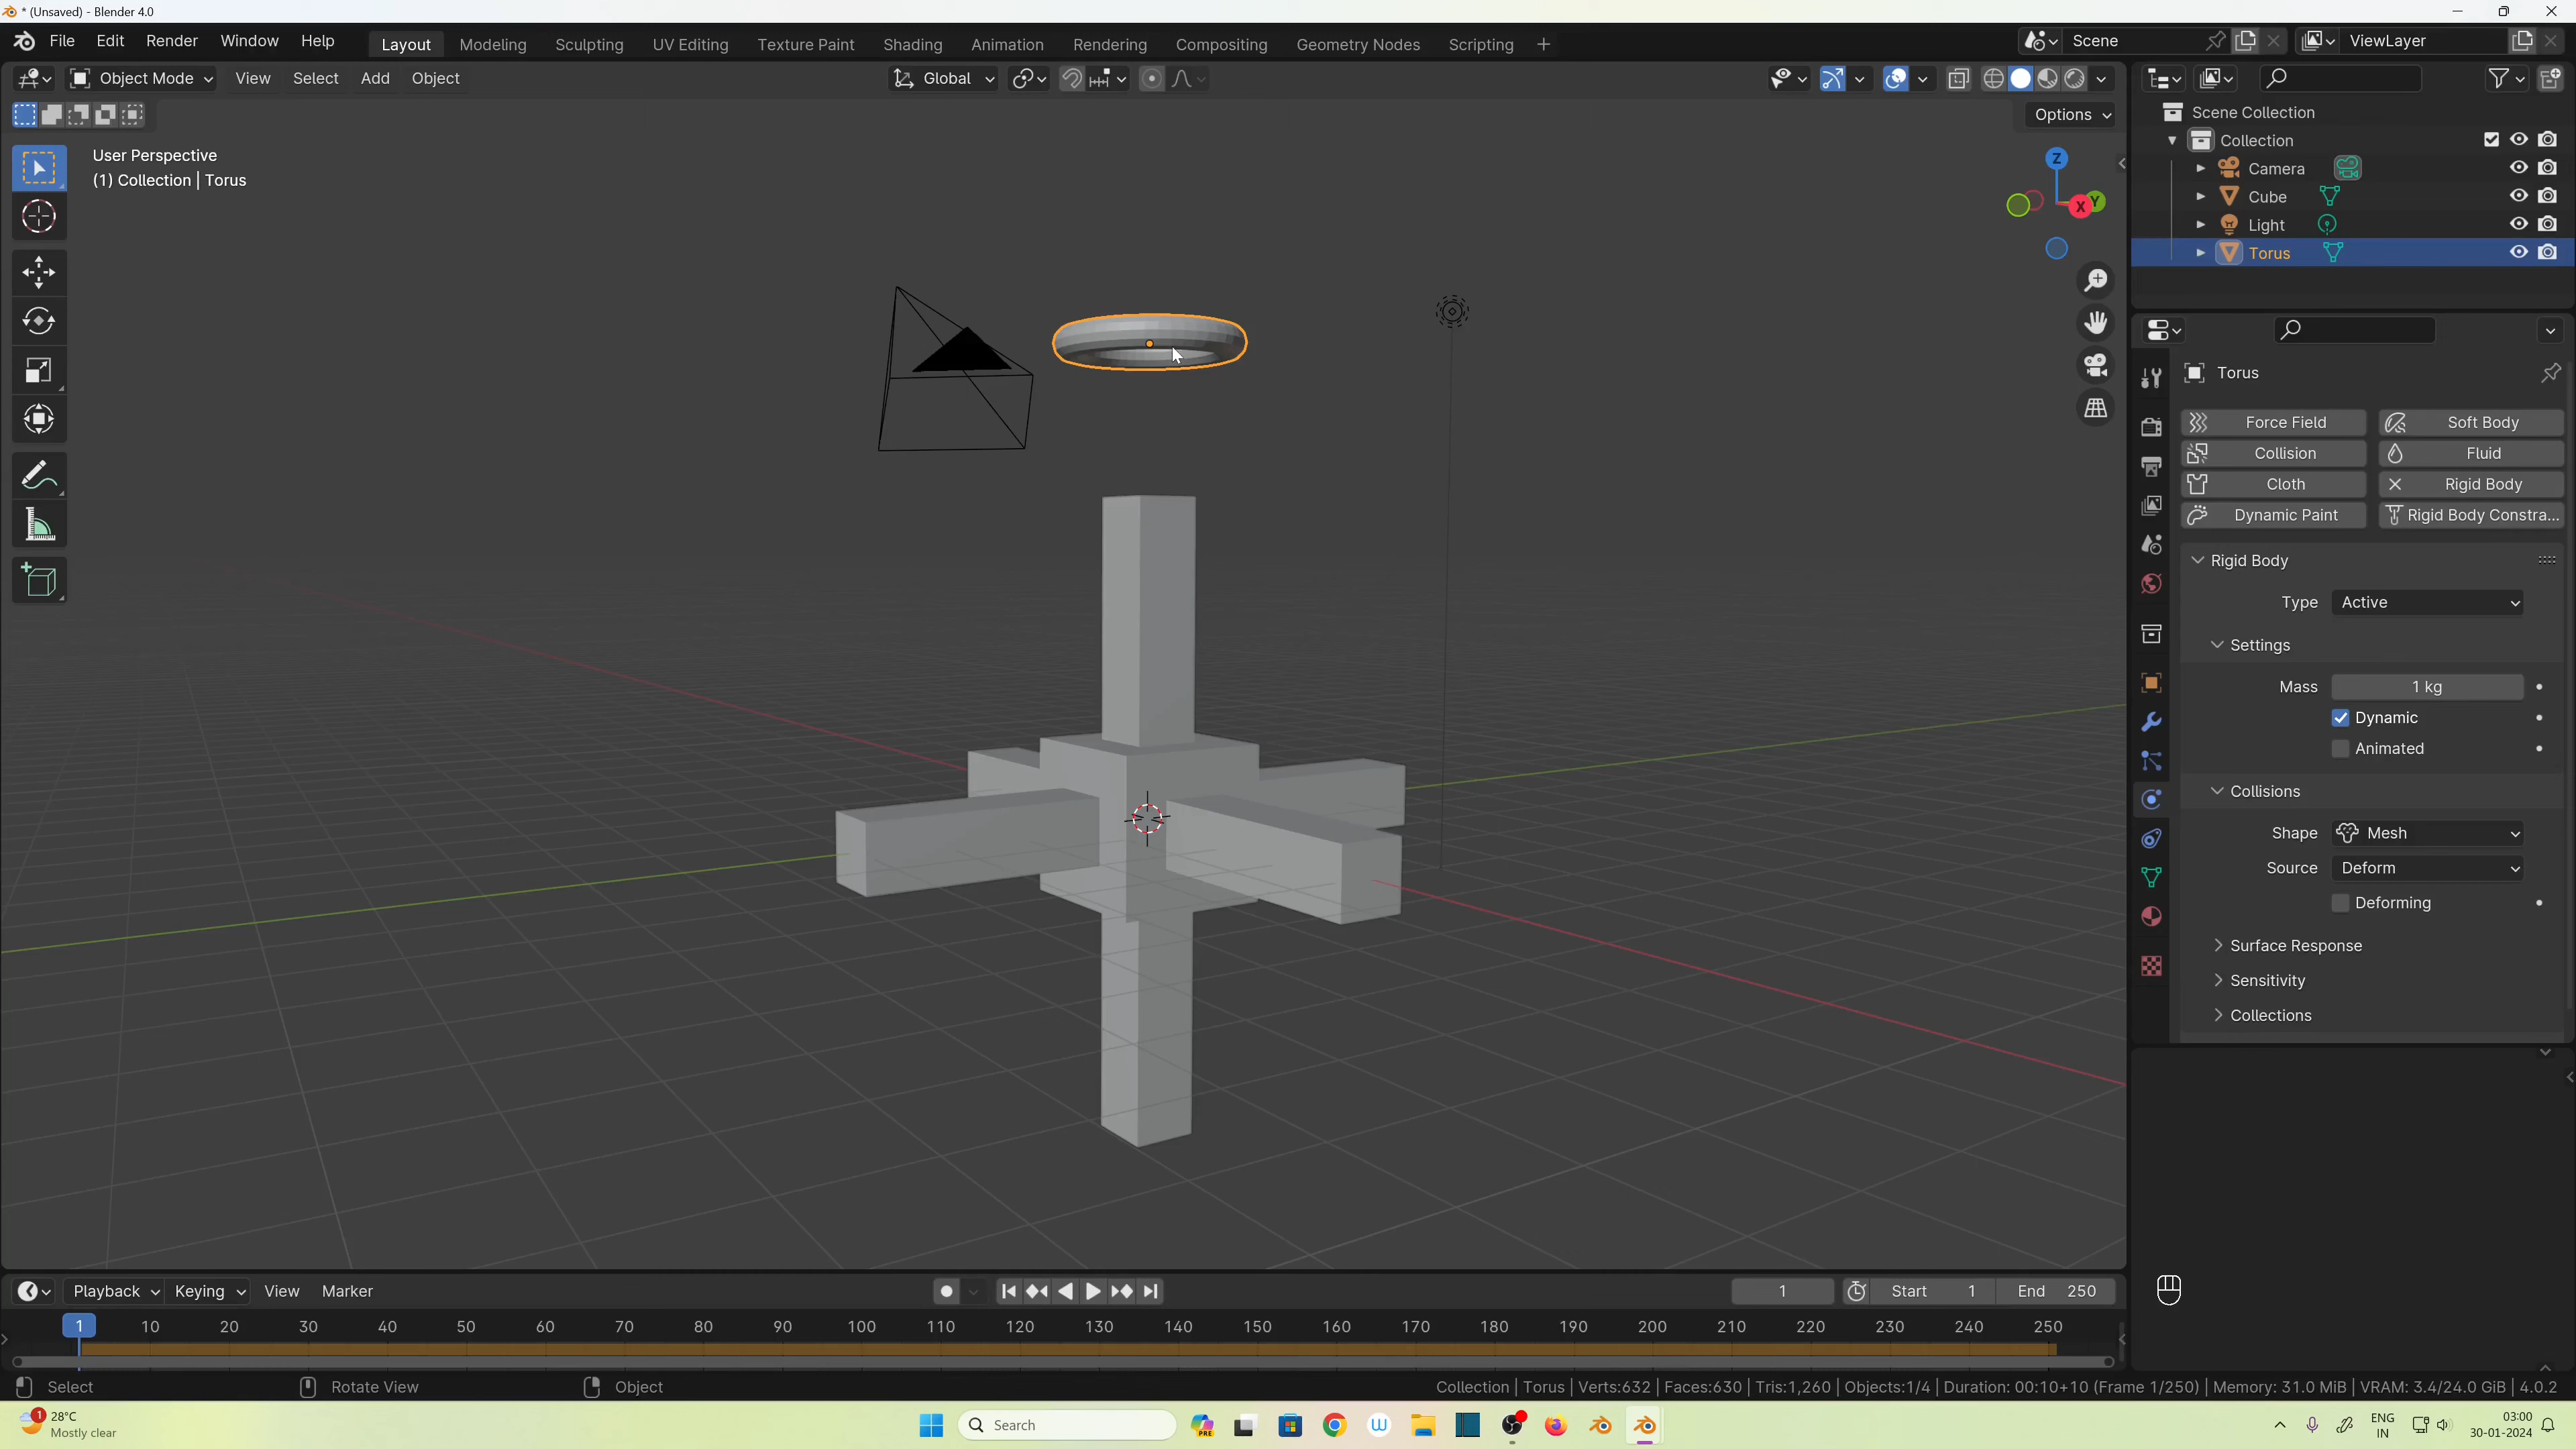 * (Unsaved) - Blender 4.0
File Edit Render Window Help Layout Modeling Sculpting UV Editing Texture Paint Shading Animation Rendering Compositing Geometry Nodes Scripting + Scene ViewLayer
Object Mode View Select Add Object Global
Options
User Perspective
(1) Collection | Torus
Z
X
Y
Scene Collection
Collection
Camera
Cube
Light
Torus
Torus
Force Field Soft Body
Collision Fluid
Cloth Rigid Body
Dynamic Paint Rigid Body Constra...
Rigid Body
Type Active
Settings
Mass 1 kg
Dynamic
Animated
Collisions
Shape Mesh
Source Deform
Deforming
Surface Response
Sensitivity
Collections
Playback Keying View Marker 1 Start 1 End 250
1 10 20 30 40 50 60 70 80 90 100 110 120 130 140 150 160 170 180 190 200 210 220 230 240 250
Select Rotate View Object Collection | Torus | Verts:632 | Faces:630 | Tris:1,260 | Objects:1/4 | Duration: 00:10+10 (Frame 1/250) | Memory: 31.0 MiB | VRAM: 3.4/24.0 GiB | 4.0.2
1
28°C
Mostly clear
Search
PRE
W
ENG
IN
03:00
30-01-2024